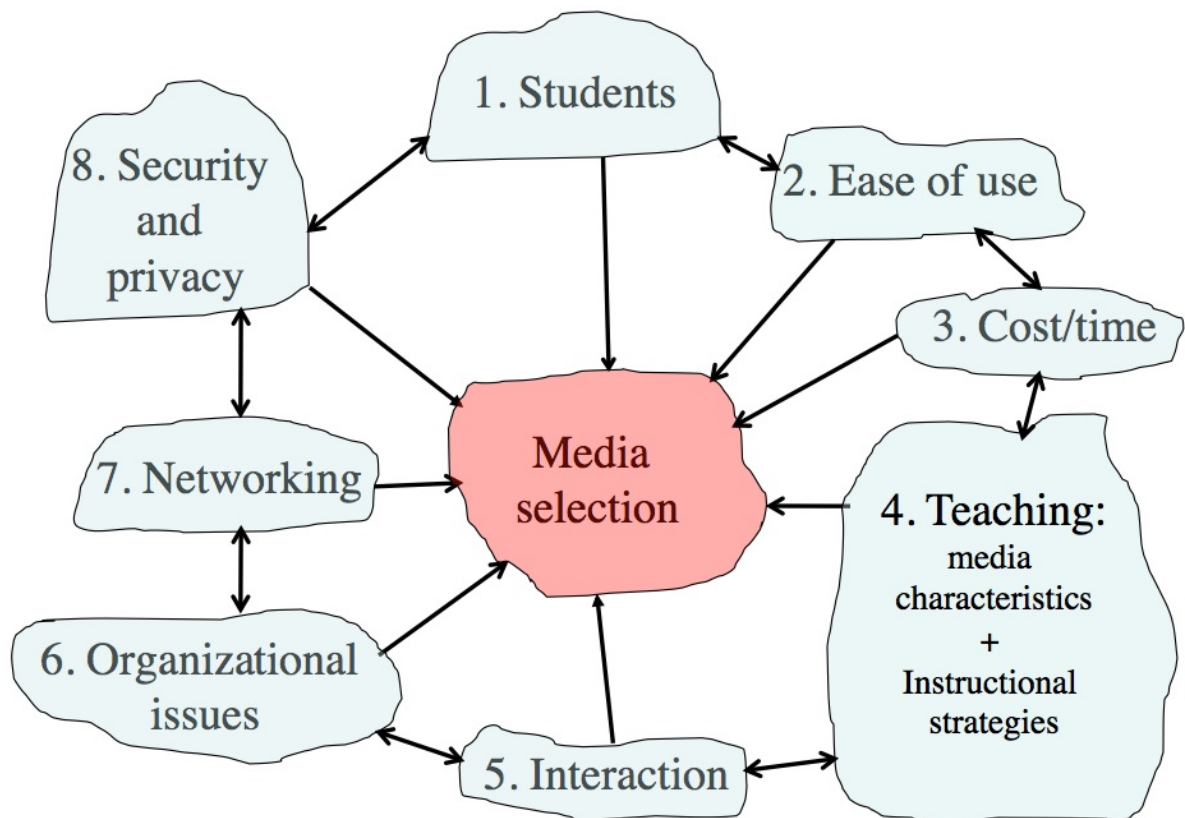 1. Students
2. Ease of use
3. Cost/time
4. Teaching:
media
characteristics
+
Instructional
strategies
5. Interaction
6. Organizational
issues
7. Networking
8. Security
and
privacy
Media
selection